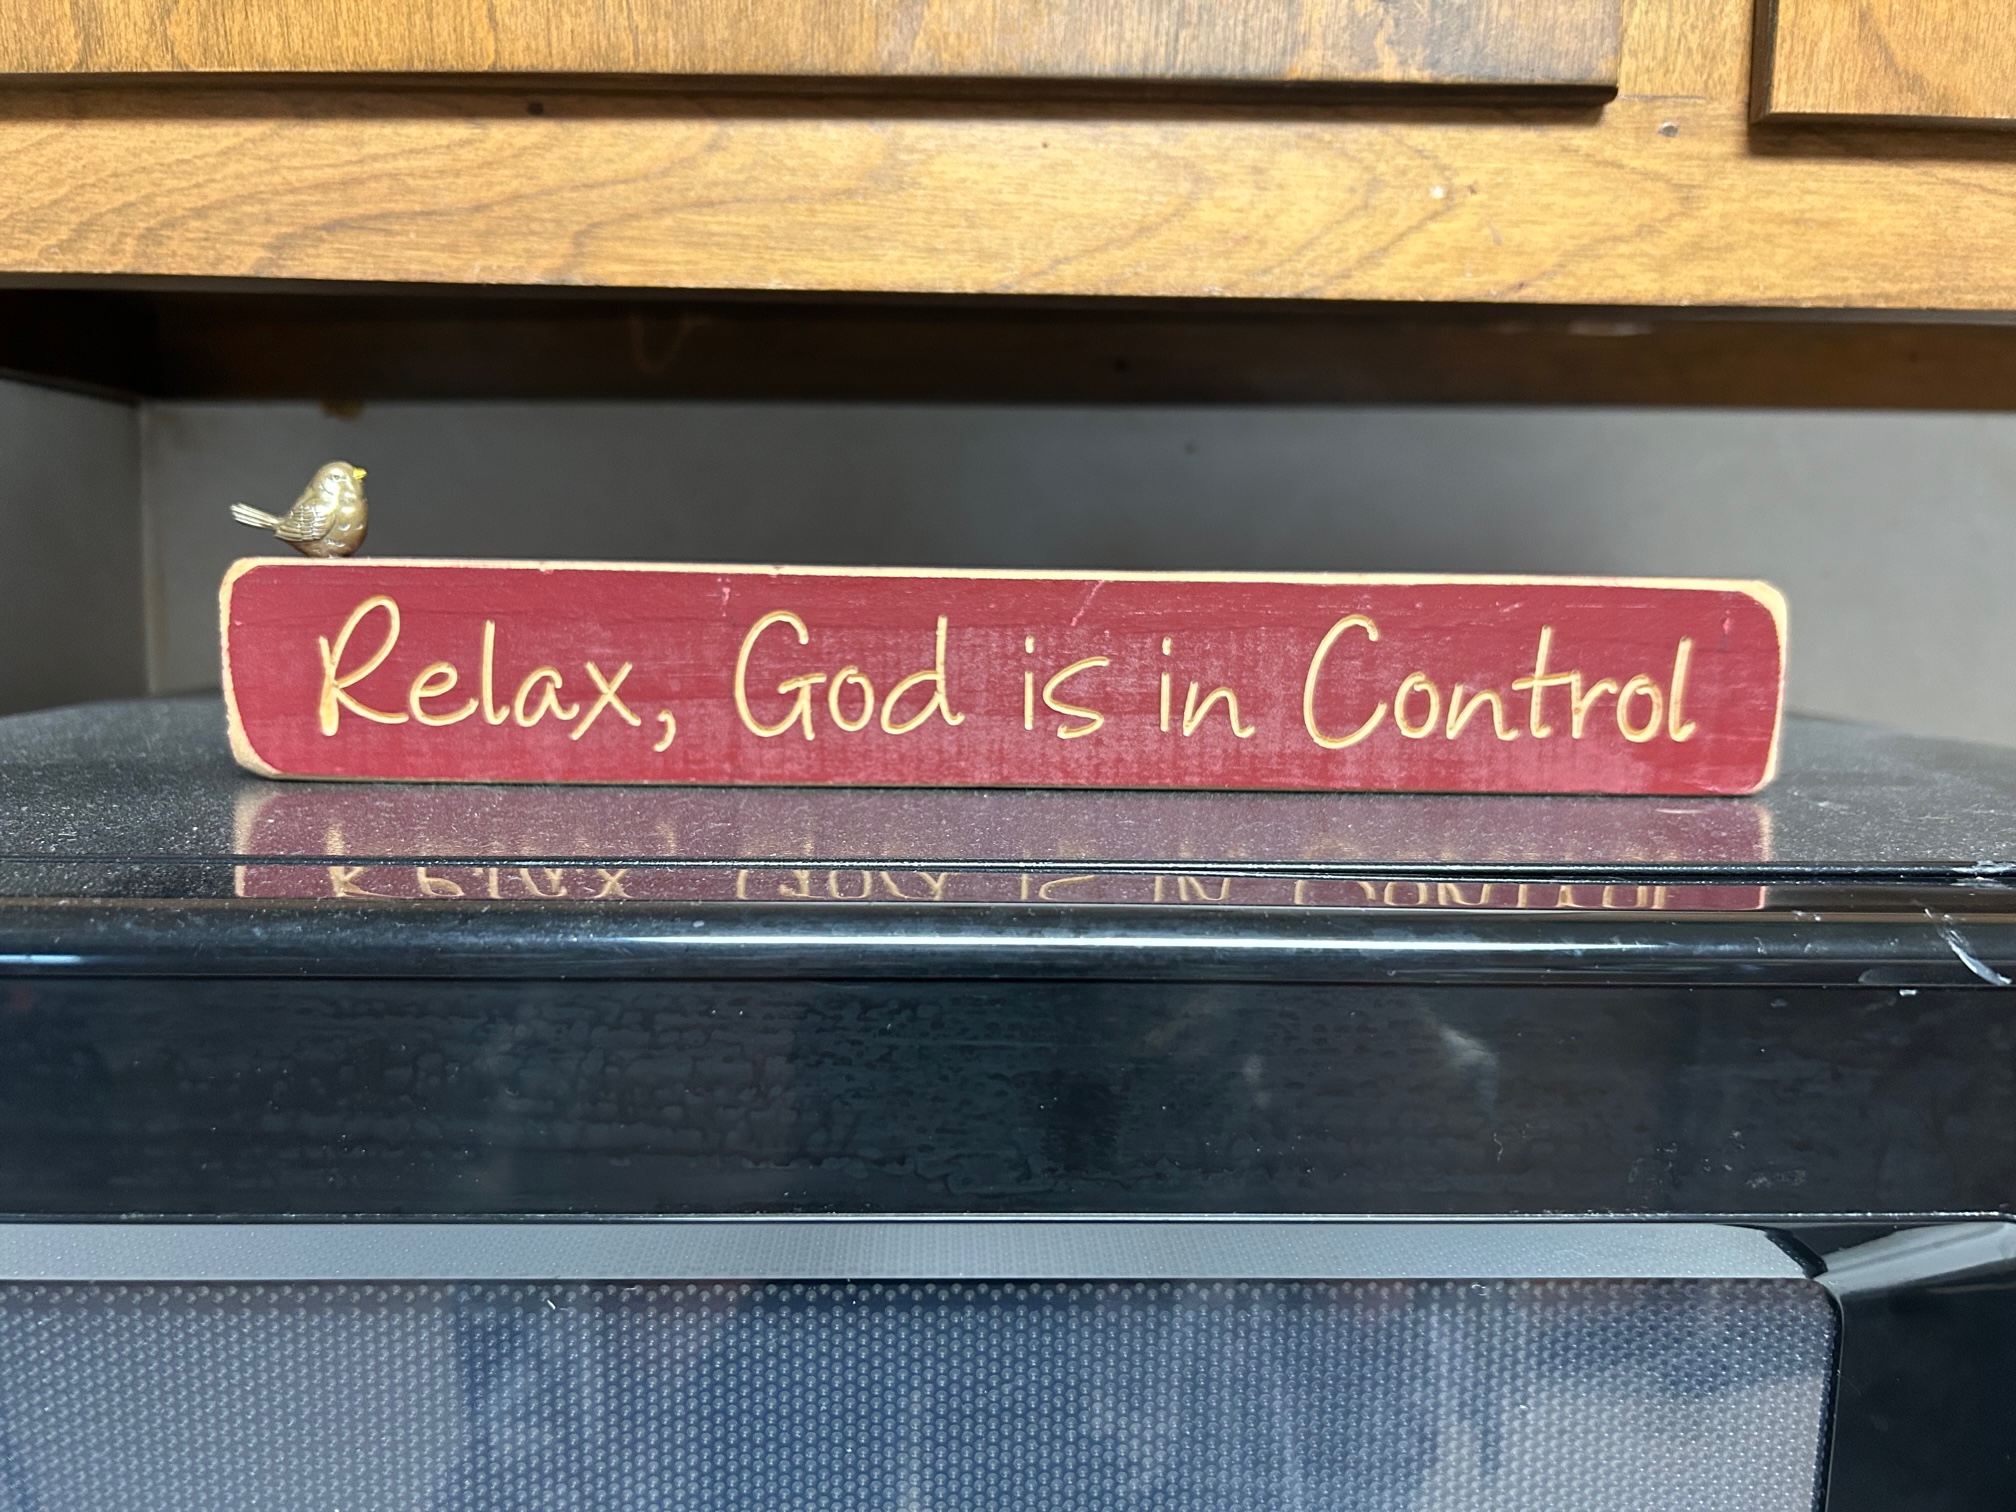 Relax, God is in Control